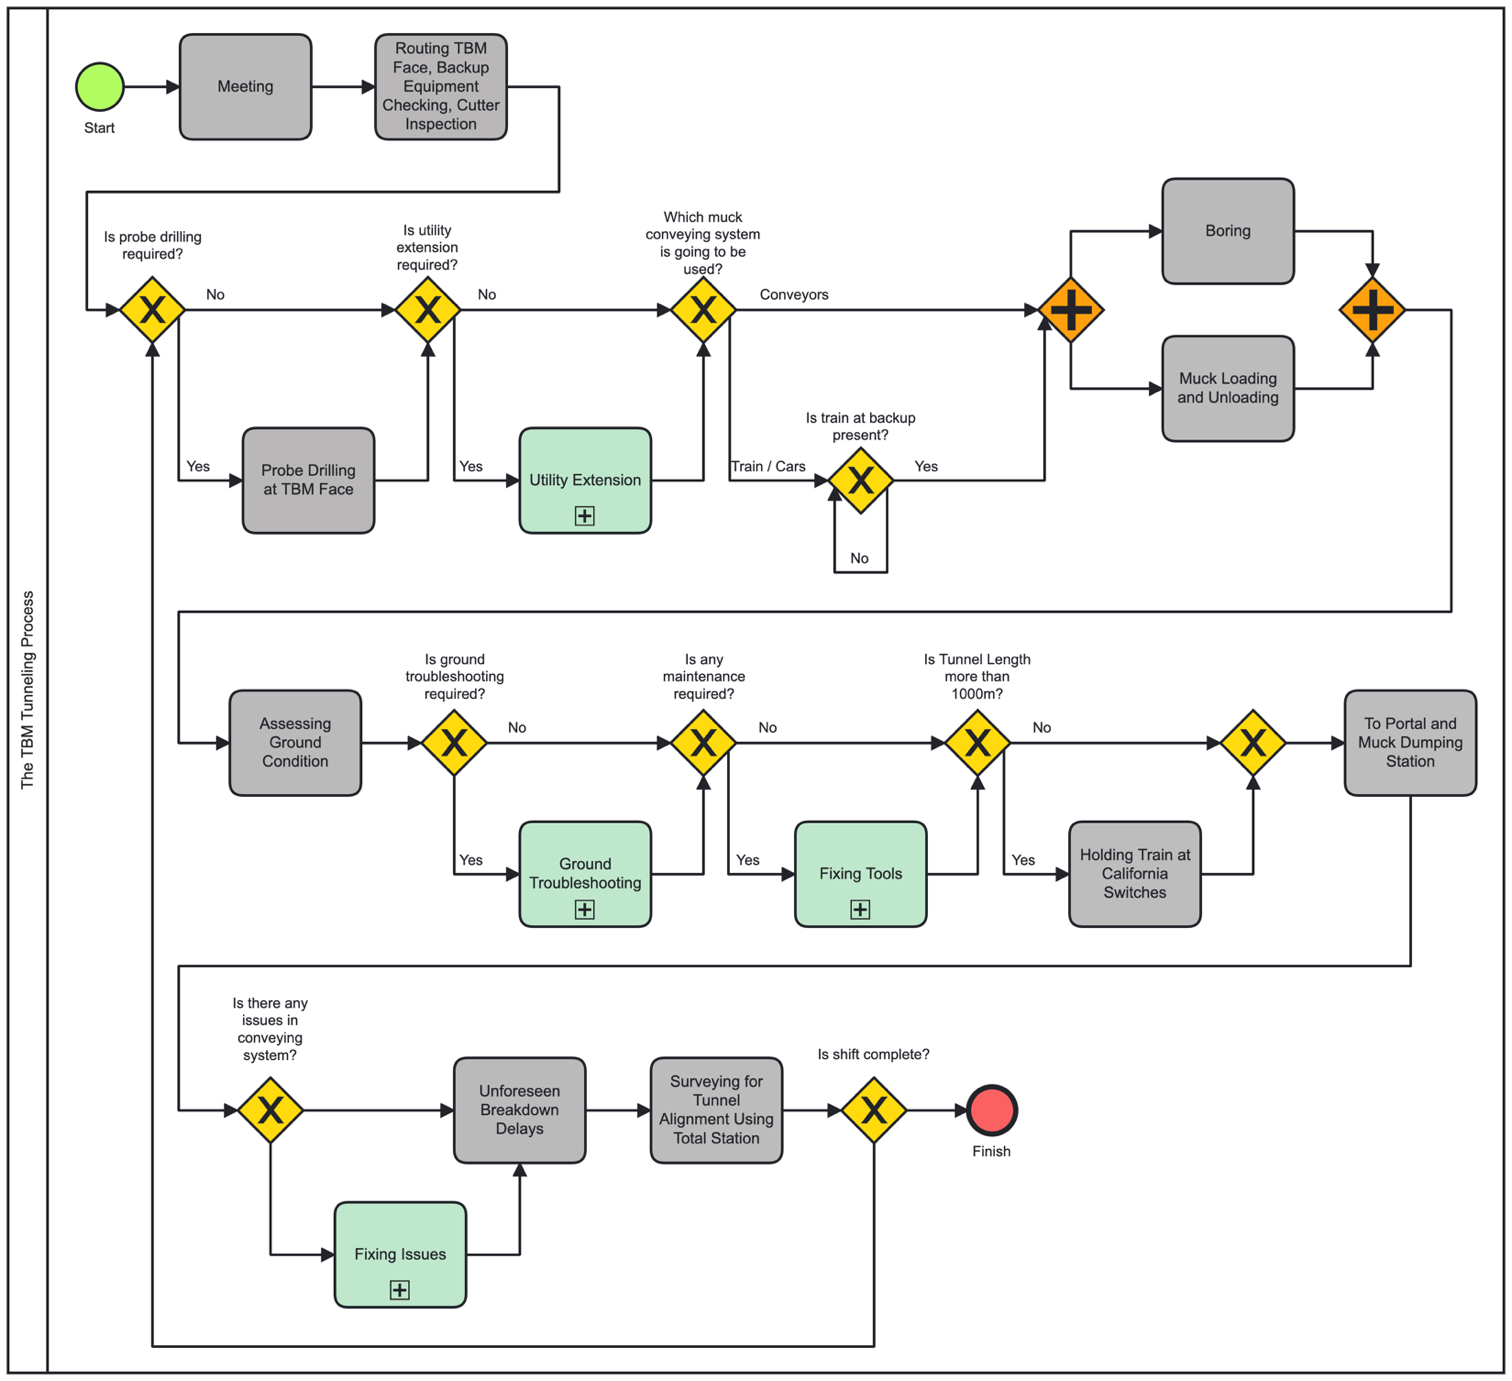 The TBM Tunneling Process
Start
Meeting
Routing TBM
Face, Backup
Equipment
Checking, Cutter
Inspection
Is probe drilling
required?
No
Yes
Probe Drilling
at TBM Face
Is utility
extension
required?
No
Yes
Utility Extension
Which muck
conveying system
is going to be
used?
Conveyors
Train / Cars
Is train at backup
present?
Yes
No
Boring
Muck Loading
and Unloading
Assessing
Ground
Condition
Is ground
troubleshooting
required?
No
Yes
Ground
Troubleshooting
Is any
maintenance
required?
No
Yes
Fixing Tools
Is Tunnel Length
more than
1000m?
No
Yes
Holding Train at
California
Switches
To Portal and
Muck Dumping
Station
Is there any
issues in
conveying
system?
Fixing Issues
Unforeseen
Breakdown
Delays
Surveying for
Tunnel
Alignment Using
Total Station
Is shift complete?
Finish